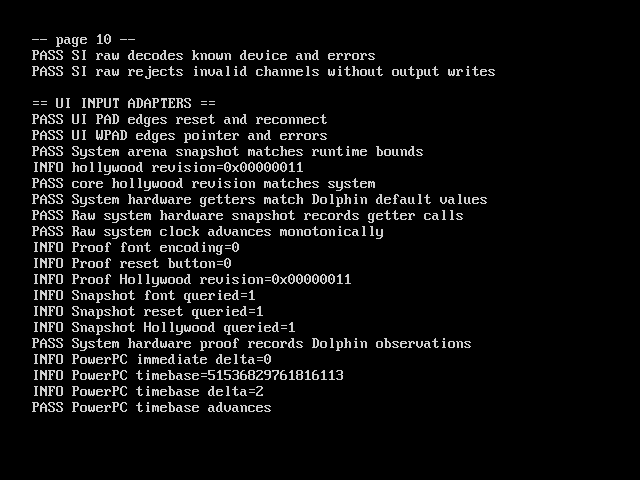 -- page 10 --
PASS SI raw decodes known device and errors
PASS SI raw rejects invalid channels without output writes
== UI INPUT ADAPTERS ==
PASS UI PAD edges reset and reconnect
PASS UI WPAD edges pointer and errors
PASS System arena snapshot matches runtime bounds
INFO hollywood revision=0x00000011
PASS core hollywood revision matches system
PASS System hardware getters match Dolphin default values
PASS Raw system hardware snapshot records getter calls
PASS Raw system clock advances monotonically
INFO Proof font encoding=0
INFO Proof reset button=0
INFO Proof Hollywood revision=0x00000011
INFO Snapshot font queried=1
INFO Snapshot reset queried=1
INFO Snapshot Hollywood queried=1
PASS System hardware proof records Dolphin observations
INFO PowerPC immediate delta=0
INFO PowerPC timebase=51536829761816113
INFO PowerPC timebase delta=2
PASS PowerPC timebase advances